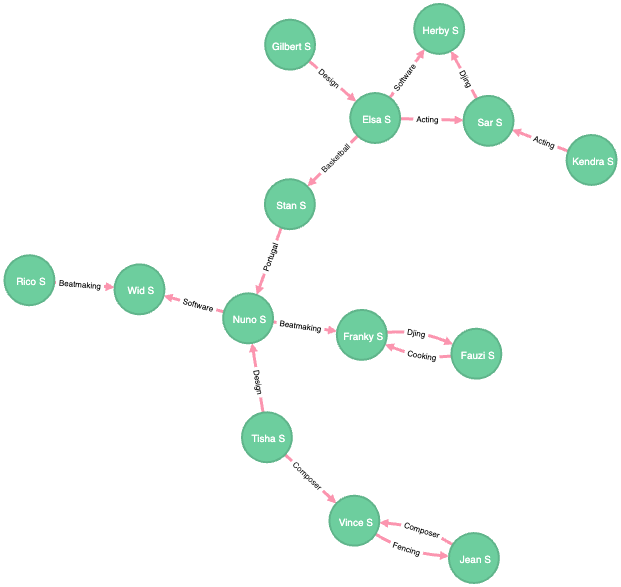 Herby S
Gilbert S
Design
Software
Djing
Elsa S
Acting
Sar S
Acting
Kendra S
Basketball
Stan S
Portugal
Rico S
Beatmaking
Wid S
Software
Nuno S
Beatmaking
Franky S
Djing
Cooking
Fauzi S
Design
Tisha S
Composer
Vince S
Composer
Fencing
Jean S